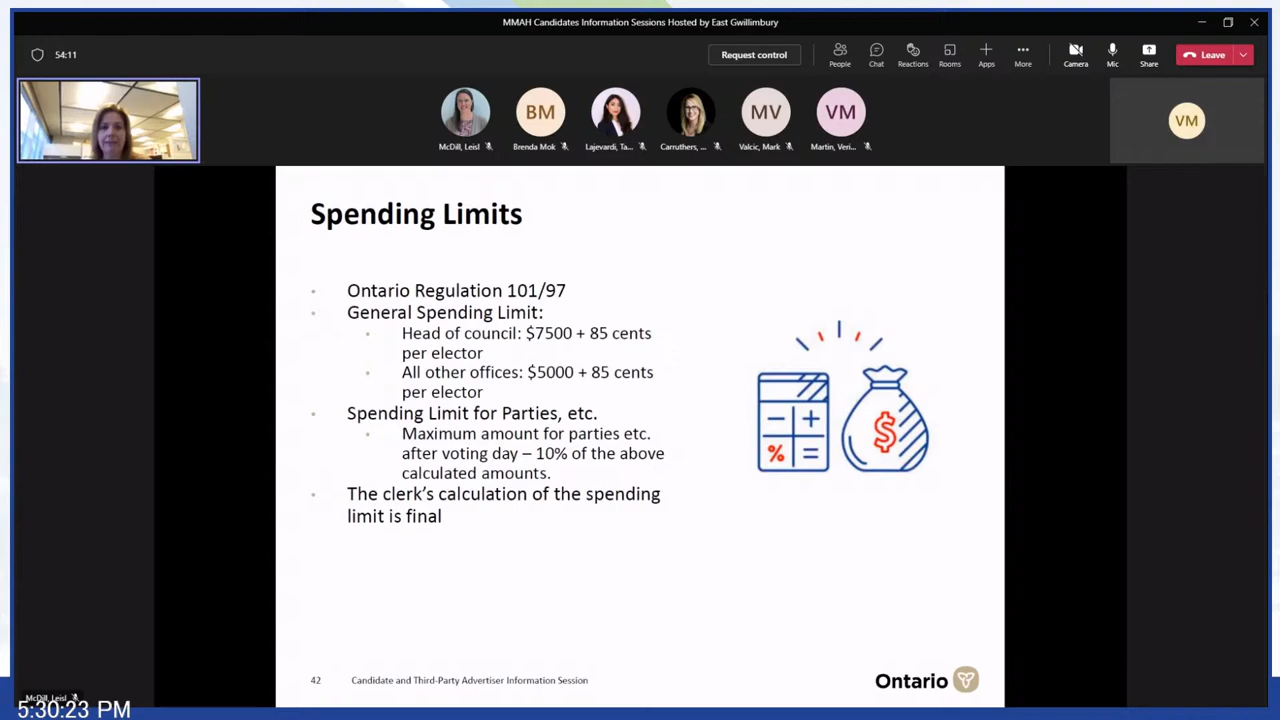 MMAH Candidates Information Sessions Hosted by East Gwillimbury
54:11
Request control
People
Chat
Reactions
Rooms
Apps
More
Camera
Mic
Share
Leave
BM
MV
VM
VM
McDill, Leisl
Brenda Mok
Lajevardi, Ta...
Carruthers, ...
Valcic, Mark
Martin, Veri...
Spending Limits
• Ontario Regulation 101/97
• General Spending Limit:
• Head of council: $7500 + 85 cents
per elector
• All other offices: $5000 + 85 cents
per elector
• Spending Limit for Parties, etc.
• Maximum amount for parties etc.
after voting day – 10% of the above
calculated amounts.
• The clerk's calculation of the spending
limit is final
− +
% =
$
42 Candidate and Third-Party Advertiser Information Session
Ontario
McDill, Leisl
5:30:23 PM